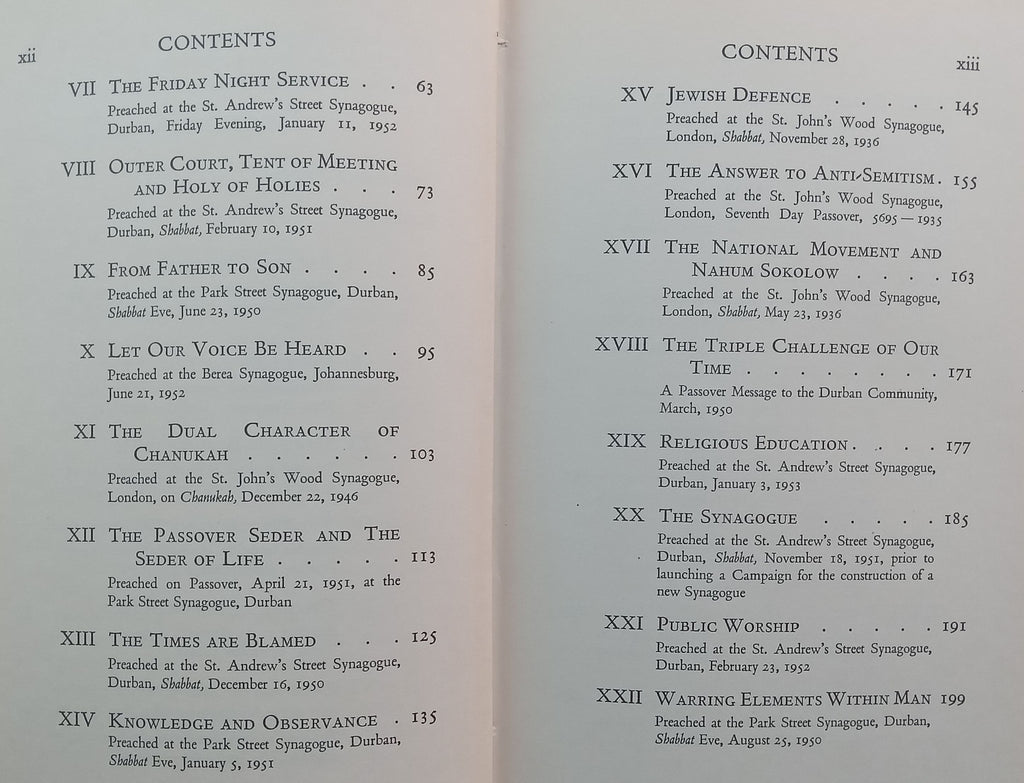 xii
CONTENTS
VII THE FRIDAY NIGHT SERVICE . . 63
Preached at the St. Andrew's Street Synagogue,
Durban, Friday Evening, January 11, 1952
VIII OUTER COURT, TENT OF MEETING
AND HOLY OF HOLIES . . . 73
Preached at the St. Andrew's Street Synagogue,
Durban, Shabbat, February 10, 1951
IX FROM FATHER TO SON . . . . 85
Preached at the Park Street Synagogue, Durban,
Shabbat Eve, June 23, 1950
X LET OUR VOICE BE HEARD . . 95
Preached at the Berea Synagogue, Johannesburg,
June 21, 1952
XI THE DUAL CHARACTER OF
CHANUKAH . . . . . . 103
Preached at the St. John's Wood Synagogue,
London, on Chanukah, December 22, 1946
XII THE PASSOVER SEDER AND THE
SEDER OF LIFE . . . . . 113
Preached on Passover, April 21, 1951, at the
Park Street Synagogue, Durban
XIII THE TIMES ARE BLAMED . . . 125
Preached at the St. Andrew's Street Synagogue,
Durban, Shabbat, December 16, 1950
XIV KNOWLEDGE AND OBSERVANCE . 135
Preached at the Park Street Synagogue, Durban,
Shabbat Eve, January 5, 1951
CONTENTS
xiii
XV JEWISH DEFENCE . . . . . 145
Preached at the St. John's Wood Synagogue,
London, Shabbat, November 28, 1936
XVI THE ANSWER TO ANTI-SEMITISM . 155
Preached at the St. John's Wood Synagogue,
London, Seventh Day Passover, 5695 — 1935
XVII THE NATIONAL MOVEMENT AND
NAHUM SOKOLOW . . . . 163
Preached at the St. John's Wood Synagogue,
London, Shabbat, May 23, 1936
XVIII THE TRIPLE CHALLENGE OF OUR
TIME . . . . . . . . 171
A Passover Message to the Durban Community,
March, 1950
XIX RELIGIOUS EDUCATION . . . . 177
Preached at the St. Andrew's Street Synagogue,
Durban, January 3, 1953
XX THE SYNAGOGUE . . . . . 185
Preached at the St. Andrew's Street Synagogue,
Durban, Shabbat, November 18, 1951, prior to
launching a Campaign for the construction of a
new Synagogue
XXI PUBLIC WORSHIP . . . . . 191
Preached at the St. Andrew's Street Synagogue,
Durban, February 23, 1952
XXII WARRING ELEMENTS WITHIN MAN 199
Preached at the Park Street Synagogue, Durban,
Shabbat Eve, August 25, 1950